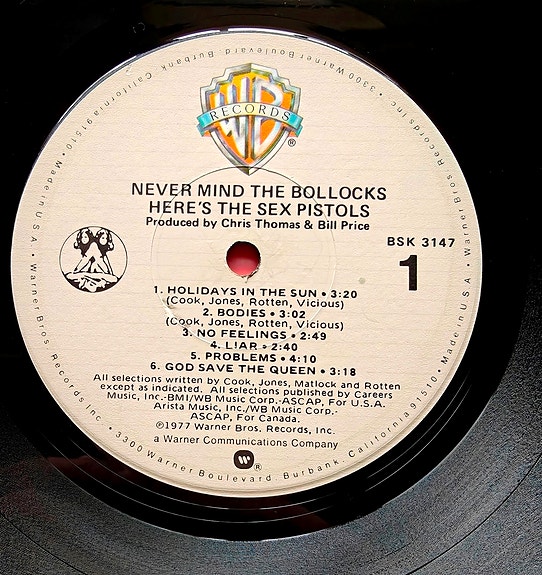 3300 Warner Boulevard Burbank, California 91510 • Made in U.S.A. • Warner Bros. Records Inc. • 3300 Warner Boulevard, Burbank, California 91510 • Made in U.S.A. • Warner Bros. Records Inc. •
WB
RECORDS
®
NEVER MIND THE BOLLOCKS
HERE'S THE SEX PISTOLS
Produced by Chris Thomas & Bill Price
BSK 3147
1
1. HOLIDAYS IN THE SUN • 3:20
(Cook, Jones, Rotten, Vicious)
2. BODIES • 3:02
(Cook, Jones, Rotten, Vicious)
3. NO FEELINGS • 2:49
4. LIAR • 2:40
5. PROBLEMS • 4:10
6. GOD SAVE THE QUEEN • 3:18
All selections written by Cook, Jones, Matlock and Rotten
except as indicated. All selections published by Careers
Music, Inc.-BMI/WB Music Corp.-ASCAP, For U.S.A.
Arista Music, Inc./WB Music Corp.-
ASCAP, For Canada.
℗1977 Warner Bros. Records, Inc.
a Warner Communications Company
W®